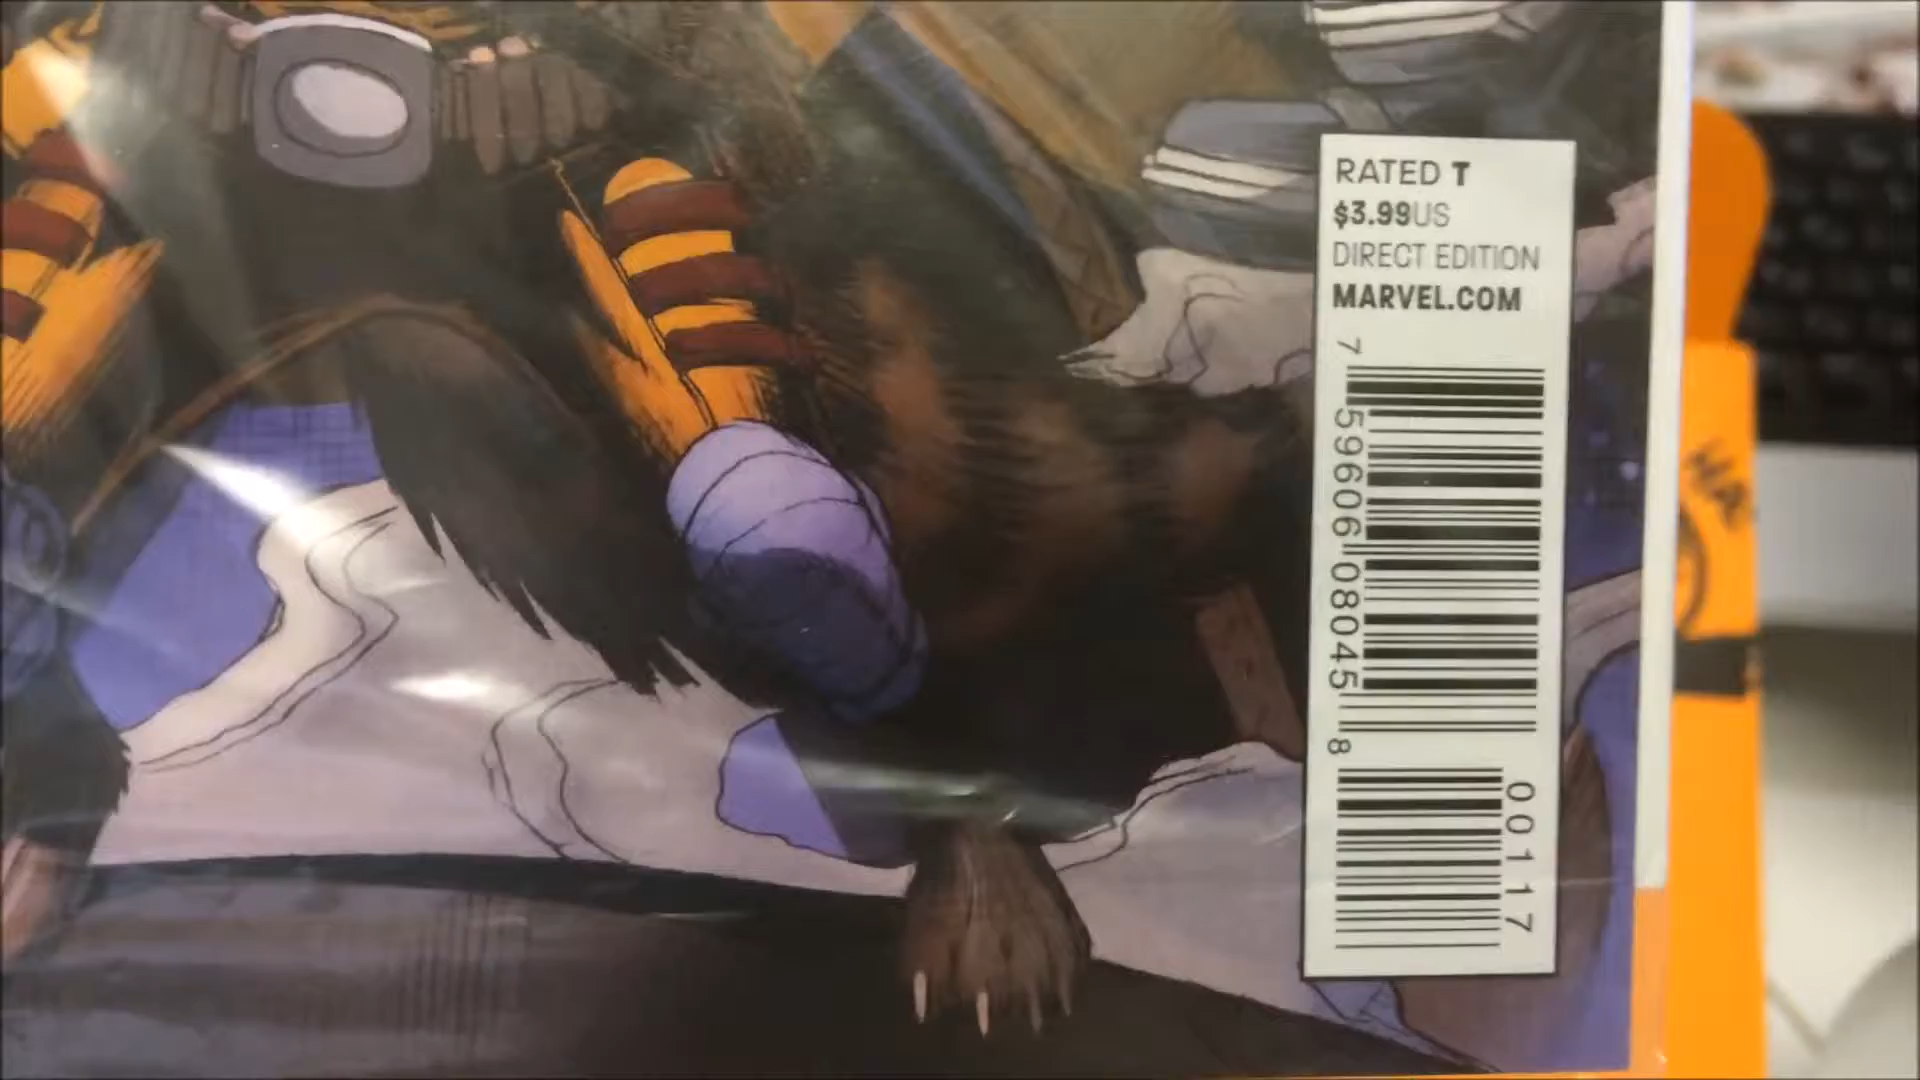 RATED T
$3.99US
DIRECT EDITION
MARVEL.COM
7 59606 08045 8
00117